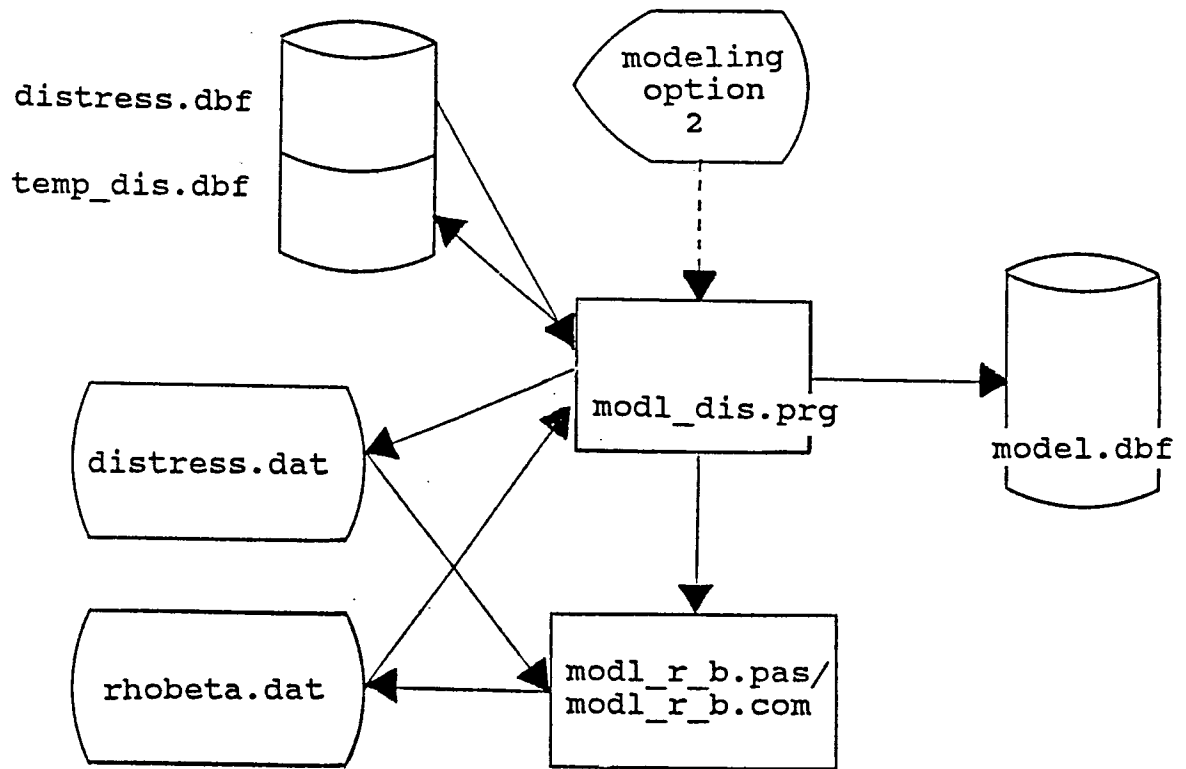 modeling
option
2
distress.dbf
temp_dis.dbf
modl_dis.prg
model.dbf
distress.dat
rhobeta.dat
modl_r_b.pas/
modl_r_b.com